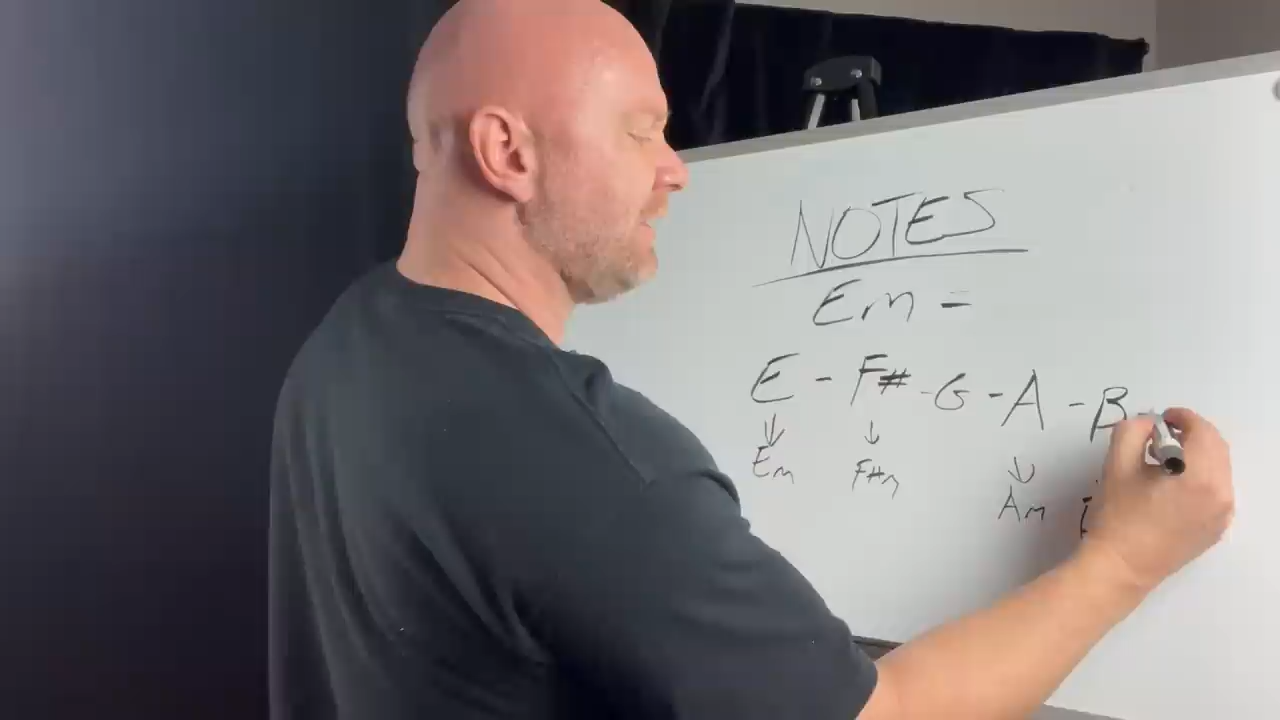 NOTES
Em =
E - F# - G - A - B -
↓ ↓ ↓
Em F#m Am